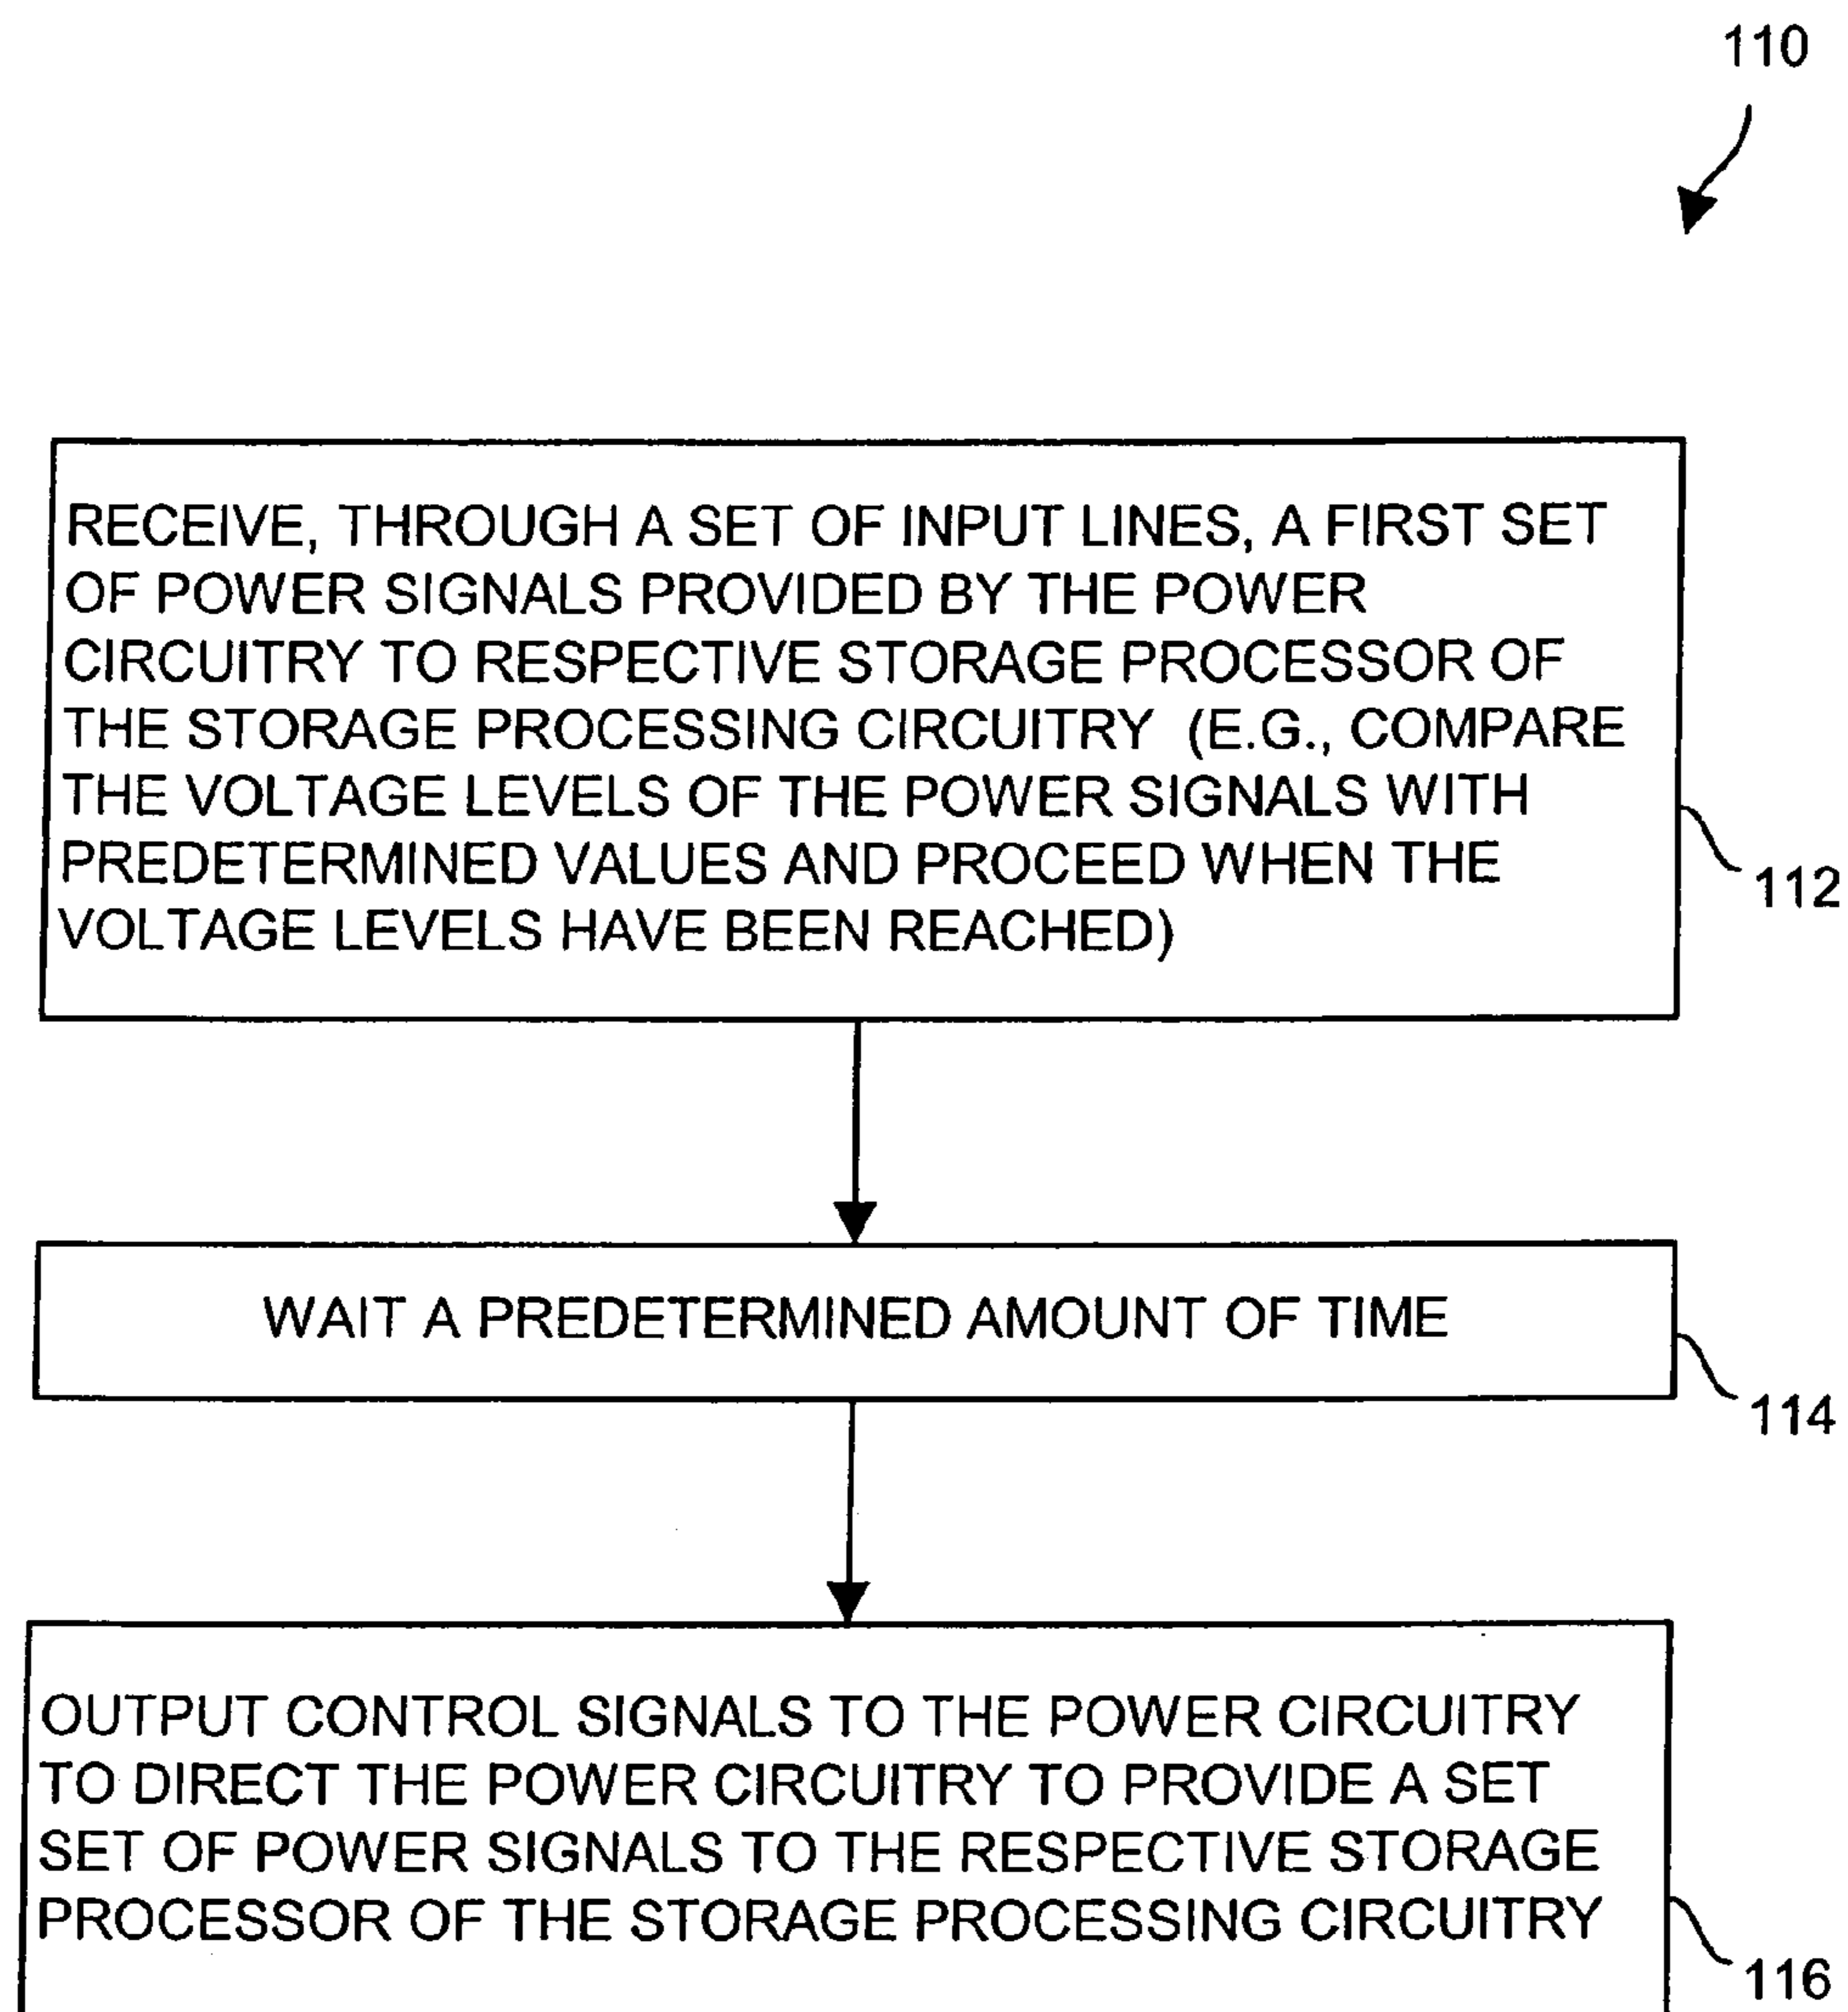 110
RECEIVE, THROUGH A SET OF INPUT LINES, A FIRST SET
OF POWER SIGNALS PROVIDED BY THE POWER
CIRCUITRY TO RESPECTIVE STORAGE PROCESSOR OF
THE STORAGE PROCESSING CIRCUITRY (E.G., COMPARE
THE VOLTAGE LEVELS OF THE POWER SIGNALS WITH
PREDETERMINED VALUES AND PROCEED WHEN THE
VOLTAGE LEVELS HAVE BEEN REACHED)
112
WAIT A PREDETERMINED AMOUNT OF TIME
114
OUTPUT CONTROL SIGNALS TO THE POWER CIRCUITRY
TO DIRECT THE POWER CIRCUITRY TO PROVIDE A SET
SET OF POWER SIGNALS TO THE RESPECTIVE STORAGE
PROCESSOR OF THE STORAGE PROCESSING CIRCUITRY
116